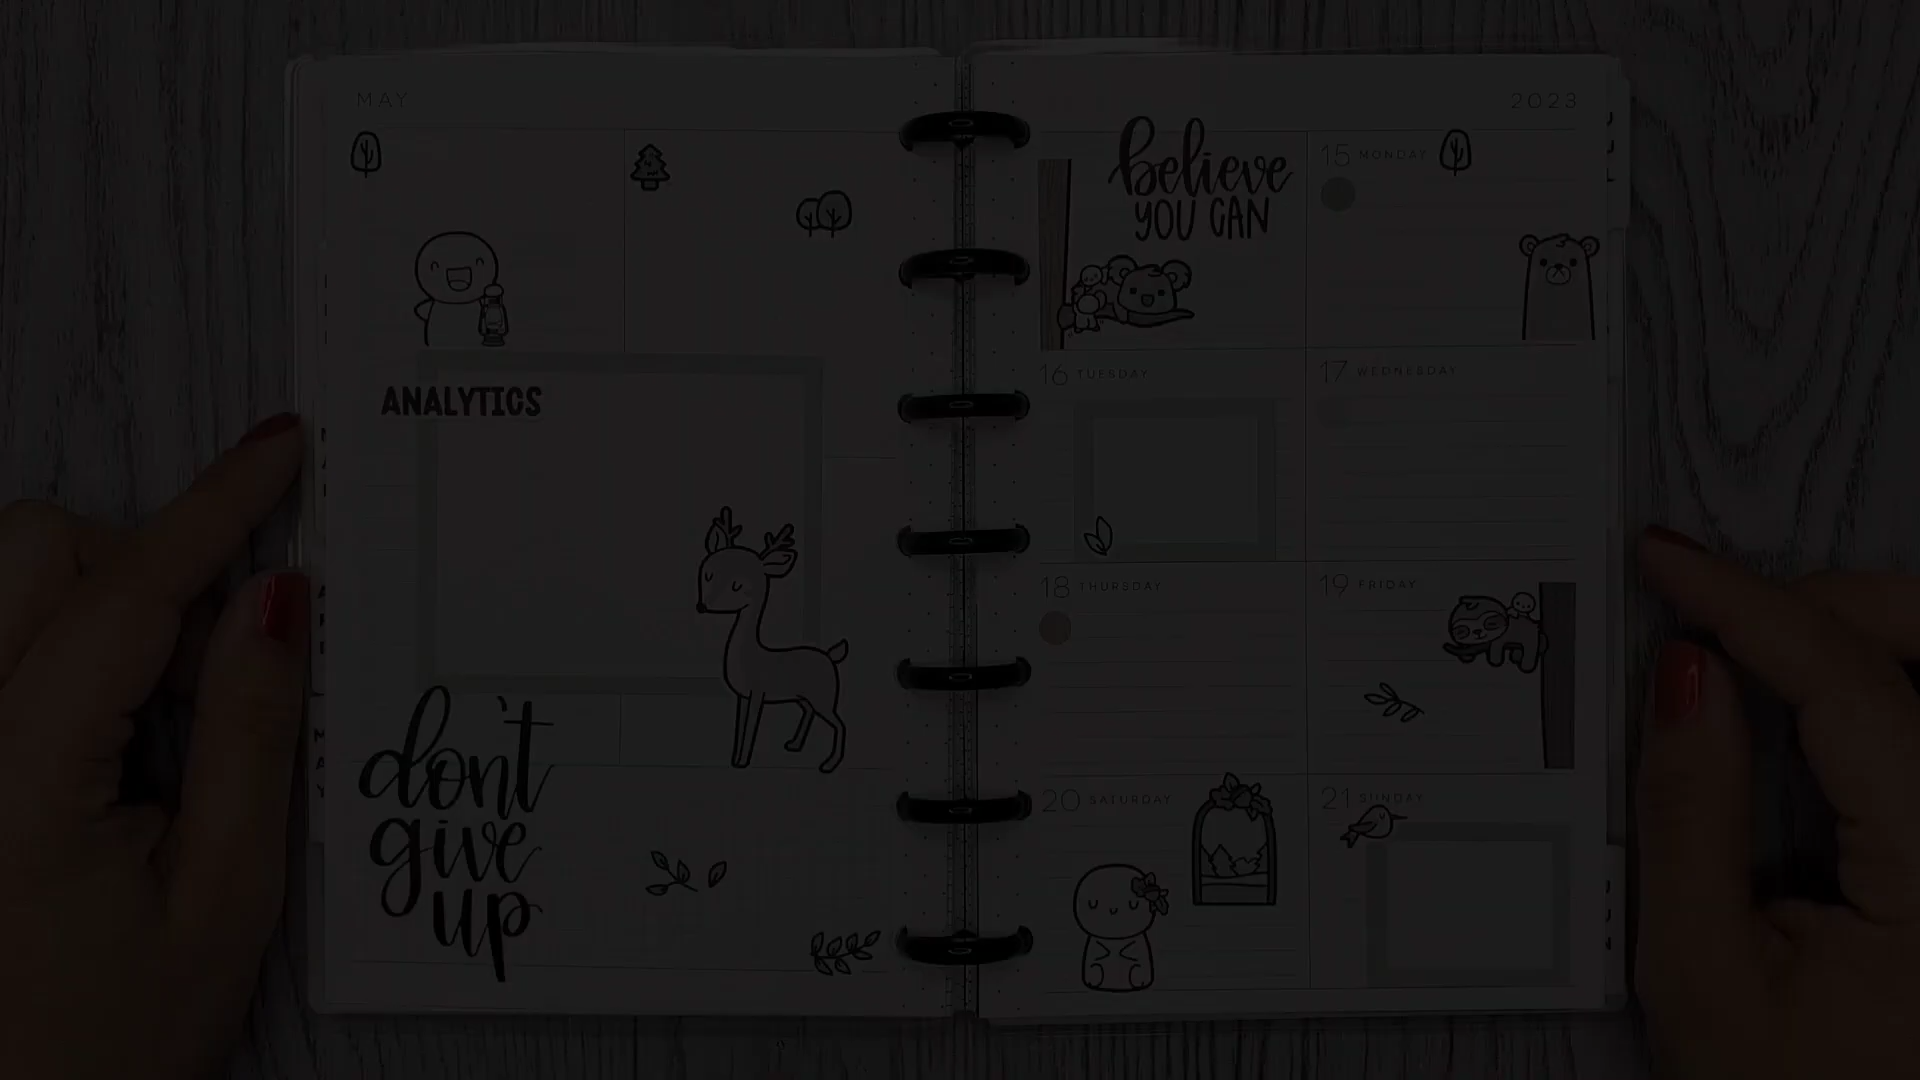 MAY
ANALYTICS
don't
give
up
2023
believe
YOU CAN
15 MONDAY
16 TUESDAY
17 WEDNESDAY
18 THURSDAY
19 FRIDAY
20 SATURDAY
21 SUNDAY